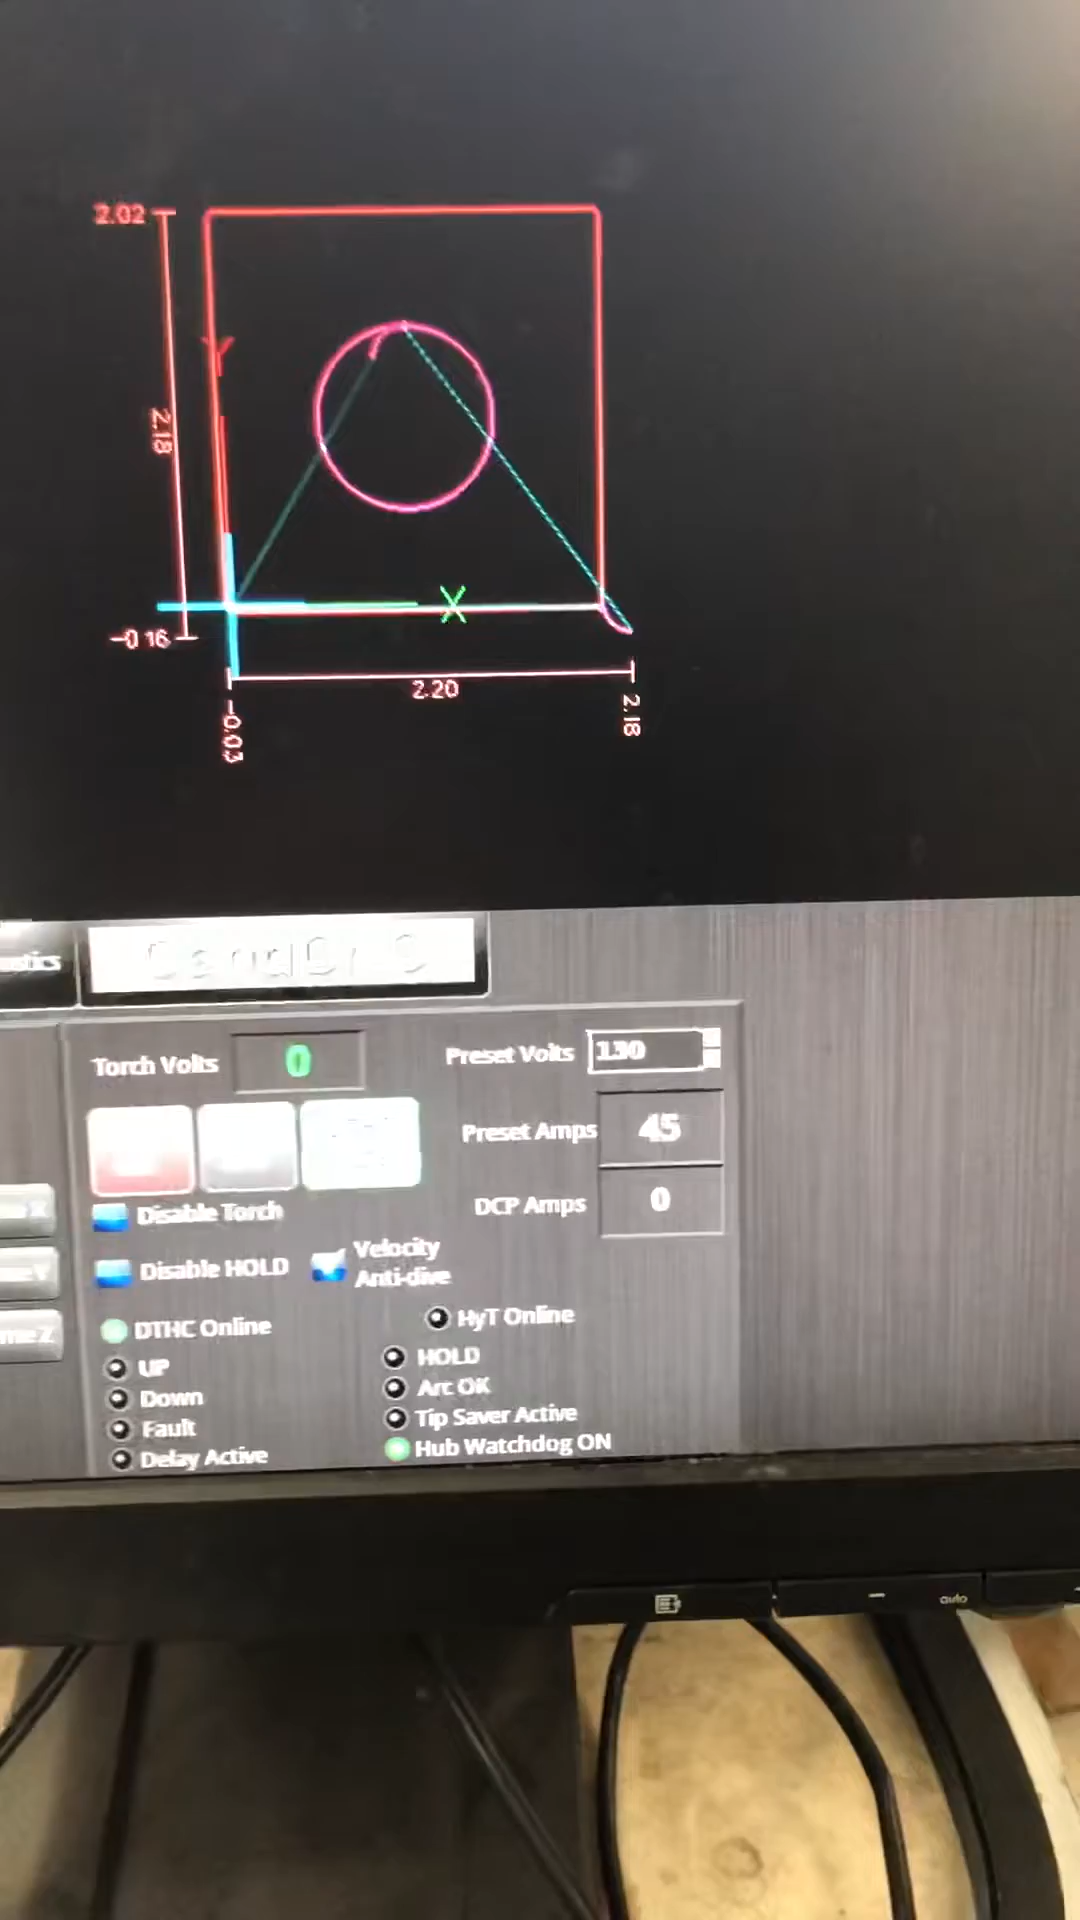 2.02
Y
2.18
X
-0.16
2.20
-0.03
2.18
Torch Volts 0 Preset Volts 130
Preset Amps 45
Disable Torch DCP Amps 0
Disable HOLD Velocity
Anti-dive
DTHC Online HyT Online
UP HOLD
Down Arc OK
Fault Tip Saver Active
Delay Active Hub Watchdog ON
auto